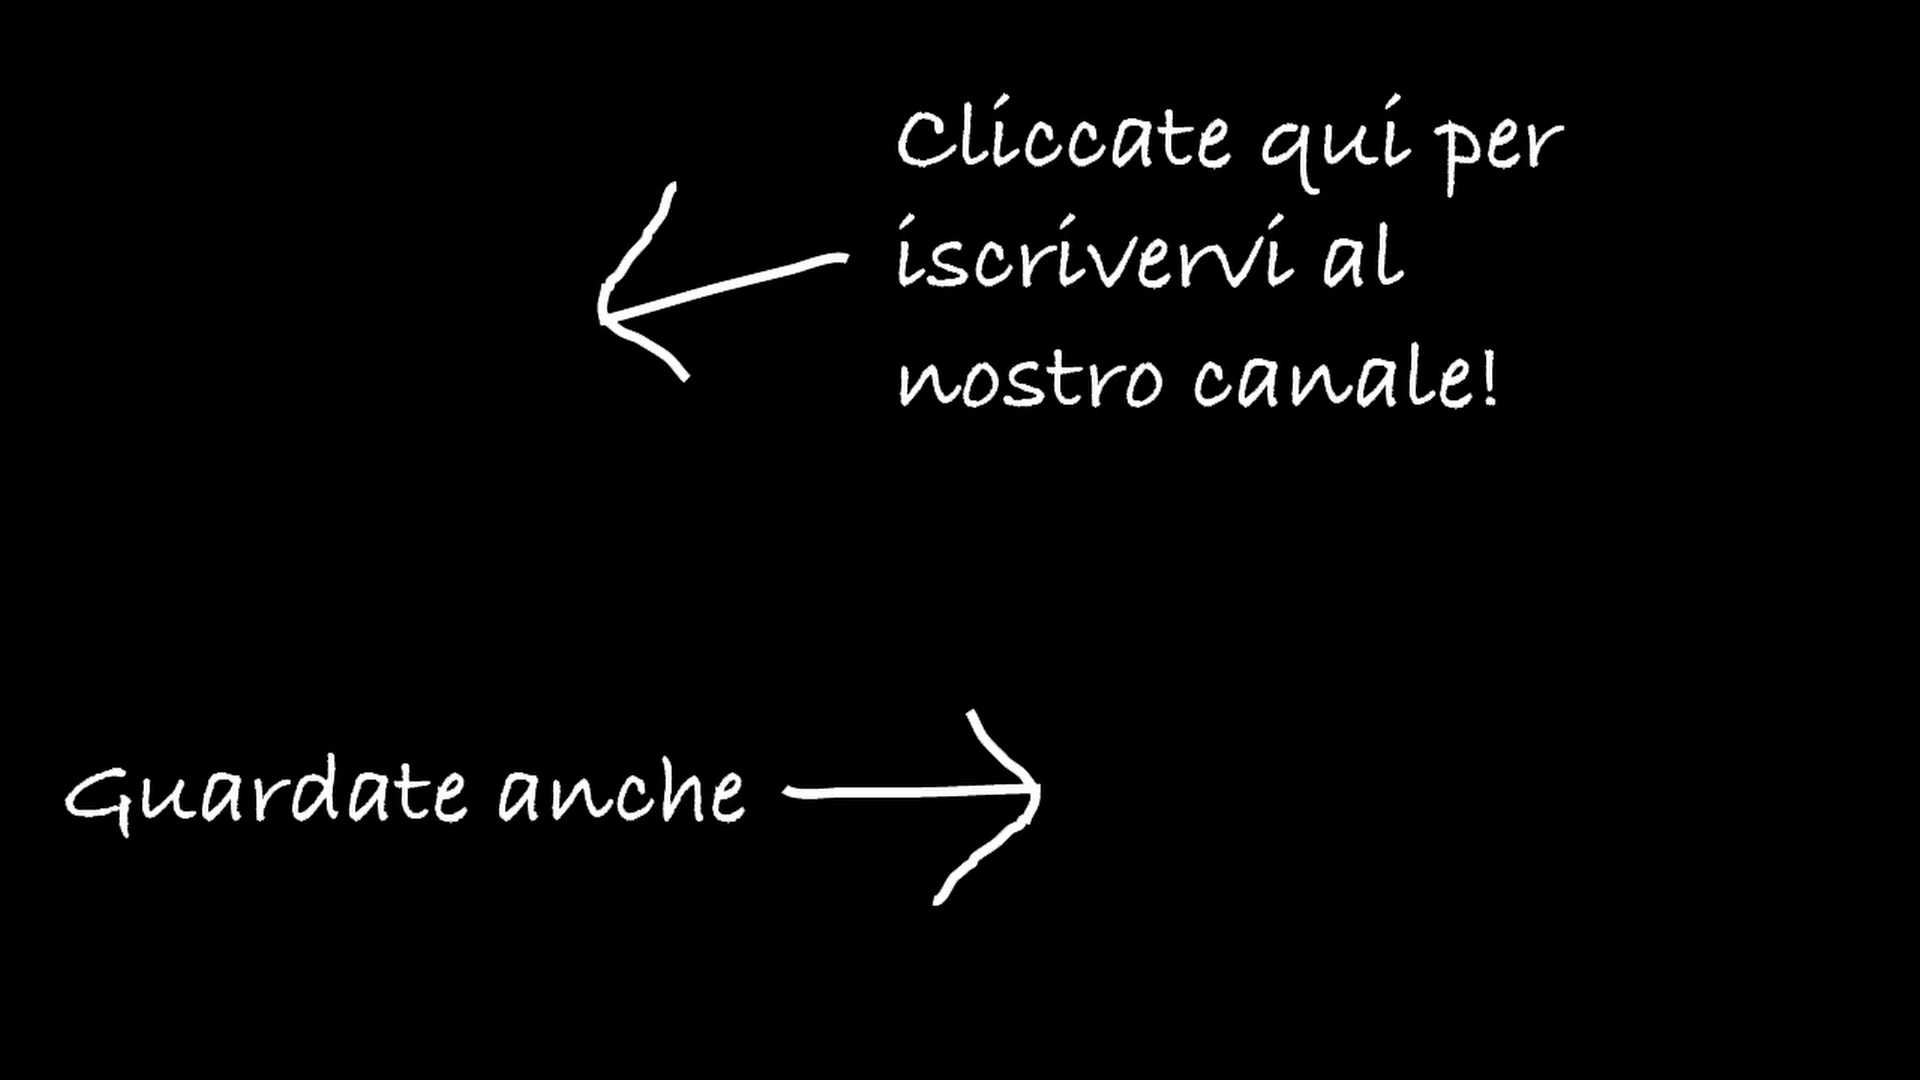 Cliccate qui per
iscrivervi al
nostro canale!
Guardate anche